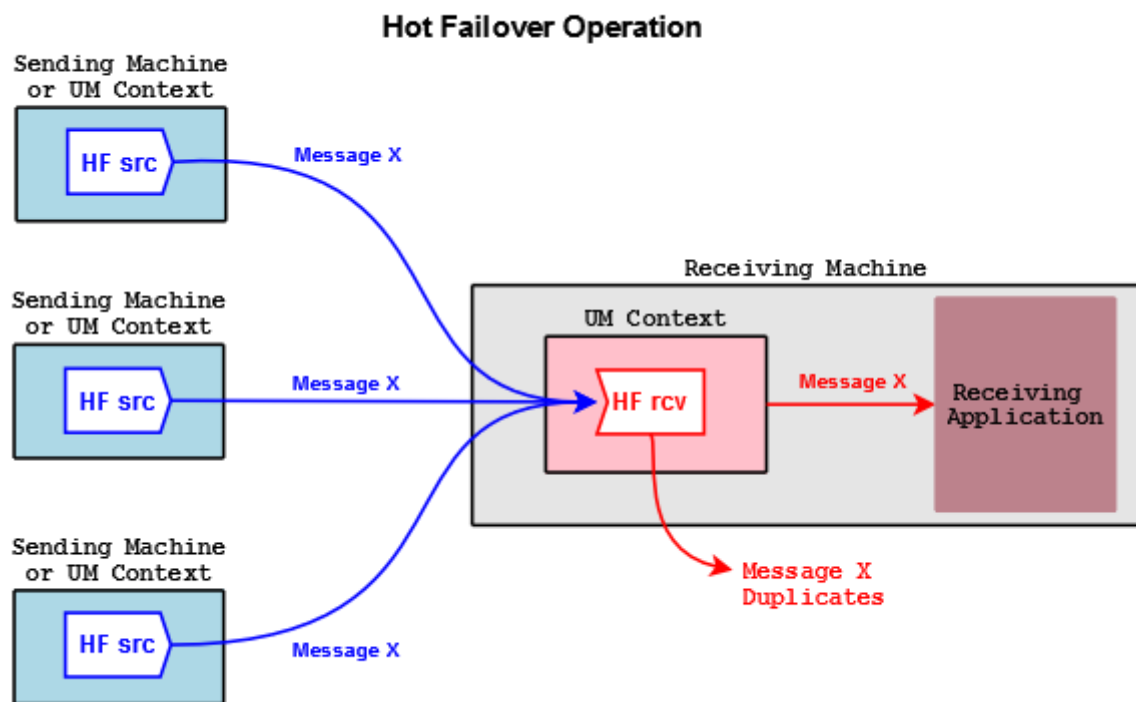 Hot Failover Operation
Sending Machine
or UM Context
HF src
Message X
Sending Machine
or UM Context
HF src
Message X
Sending Machine
or UM Context
HF src
Message X
Receiving Machine
UM Context
HF rcv
Message X
Receiving
Application
Message X
Duplicates